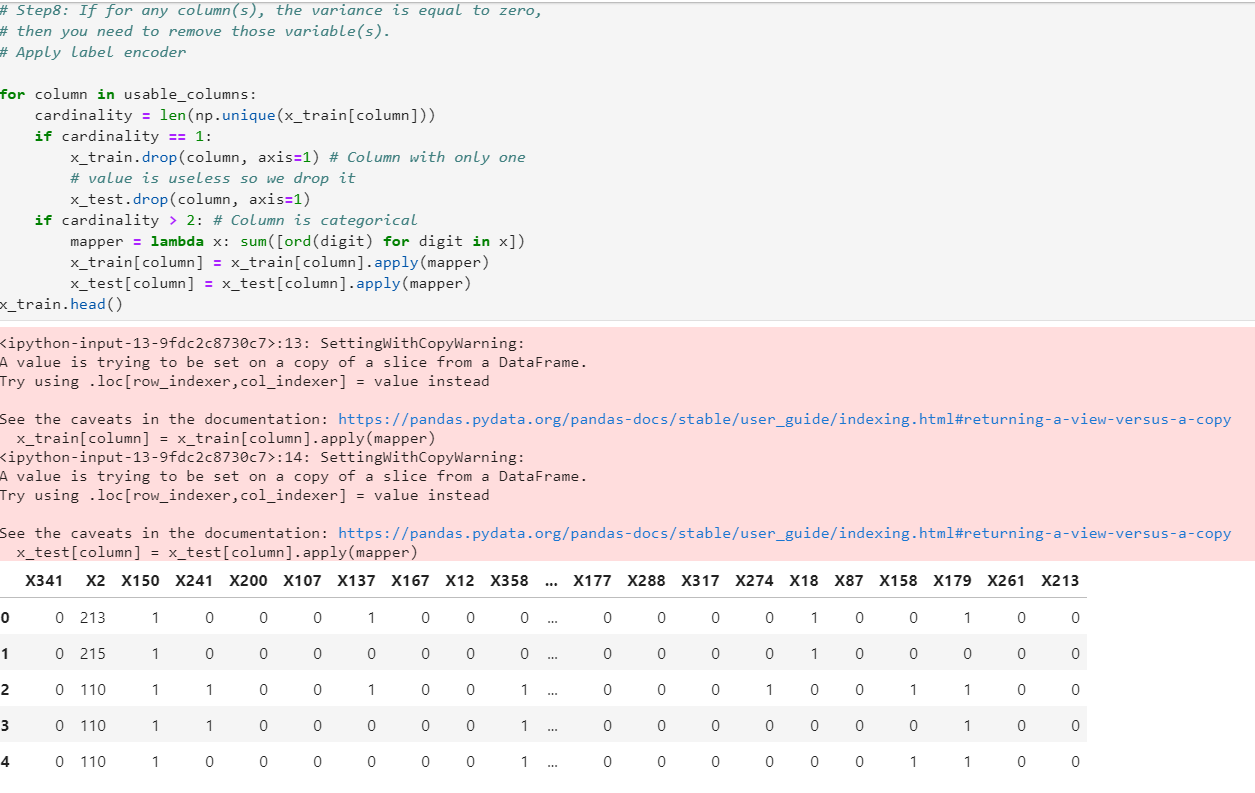 # Step8: If for any column(s), the variance is equal to zero,
# then you need to remove those variable(s).
# Apply label encoder

for column in usable_columns:
    cardinality = len(np.unique(x_train[column]))
    if cardinality == 1:
        x_train.drop(column, axis=1) # Column with only one
        # value is useless so we drop it
        x_test.drop(column, axis=1)
    if cardinality > 2: # Column is categorical
        mapper = lambda x: sum([ord(digit) for digit in x])
        x_train[column] = x_train[column].apply(mapper)
        x_test[column] = x_test[column].apply(mapper)
x_train.head()
<ipython-input-13-9fdc2c8730c7>:13: SettingWithCopyWarning:
A value is trying to be set on a copy of a slice from a DataFrame.
Try using .loc[row_indexer,col_indexer] = value instead

See the caveats in the documentation: https://pandas.pydata.org/pandas-docs/stable/user_guide/indexing.html#returning-a-view-versus-a-copy
  x_train[column] = x_train[column].apply(mapper)
<ipython-input-13-9fdc2c8730c7>:14: SettingWithCopyWarning:
A value is trying to be set on a copy of a slice from a DataFrame.
Try using .loc[row_indexer,col_indexer] = value instead

See the caveats in the documentation: https://pandas.pydata.org/pandas-docs/stable/user_guide/indexing.html#returning-a-view-versus-a-copy
  x_test[column] = x_test[column].apply(mapper)
X341 X2 X150 X241 X200 X107 X137 X167 X12 X358 ... X177 X288 X317 X274 X18 X87 X158 X179 X261 X213
0 0 213 1 0 0 0 1 0 0 0 ... 0 0 0 0 1 0 0 1 0 0
1 0 215 1 0 0 0 0 0 0 0 ... 0 0 0 0 1 0 0 0 0 0
2 0 110 1 1 0 0 1 0 0 1 ... 0 0 0 1 0 0 1 1 0 0
3 0 110 1 1 0 0 0 0 0 1 ... 0 0 0 0 0 0 0 1 0 0
4 0 110 1 0 0 0 0 0 0 1 ... 0 0 0 0 0 0 1 1 0 0